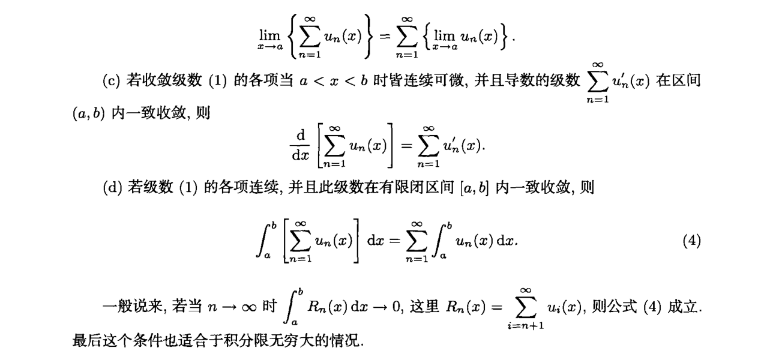 \lim_{x \to a} \left\{ \sum_{n=1}^{\infty} u_n(x) \right\} = \sum_{n=1}^{\infty} \left\{ \lim_{x \to a} u_n(x) \right\}.
(c) 若收敛级数 (1) 的各项当 a < x < b 时皆连续可微, 并且导数的级数 \sum_{n=1}^{\infty} u'_n(x) 在区间
(a, b) 内一致收敛, 则
\frac{\mathrm{d}}{\mathrm{d}x} \left[ \sum_{n=1}^{\infty} u_n(x) \right] = \sum_{n=1}^{\infty} u'_n(x).
(d) 若级数 (1) 的各项连续, 并且此级数在有限闭区间 [a, b] 内一致收敛, 则
\int_a^b \left[ \sum_{n=1}^{\infty} u_n(x) \right] \mathrm{d}x = \sum_{n=1}^{\infty} \int_a^b u_n(x) \, \mathrm{d}x. (4)
一般说来, 若当 n \to \infty 时 \int_a^b R_n(x) \, \mathrm{d}x \to 0, 这里 R_n(x) = \sum_{i=n+1}^{\infty} u_i(x), 则公式 (4) 成立.
最后这个条件也适合于积分限无穷大的情况.